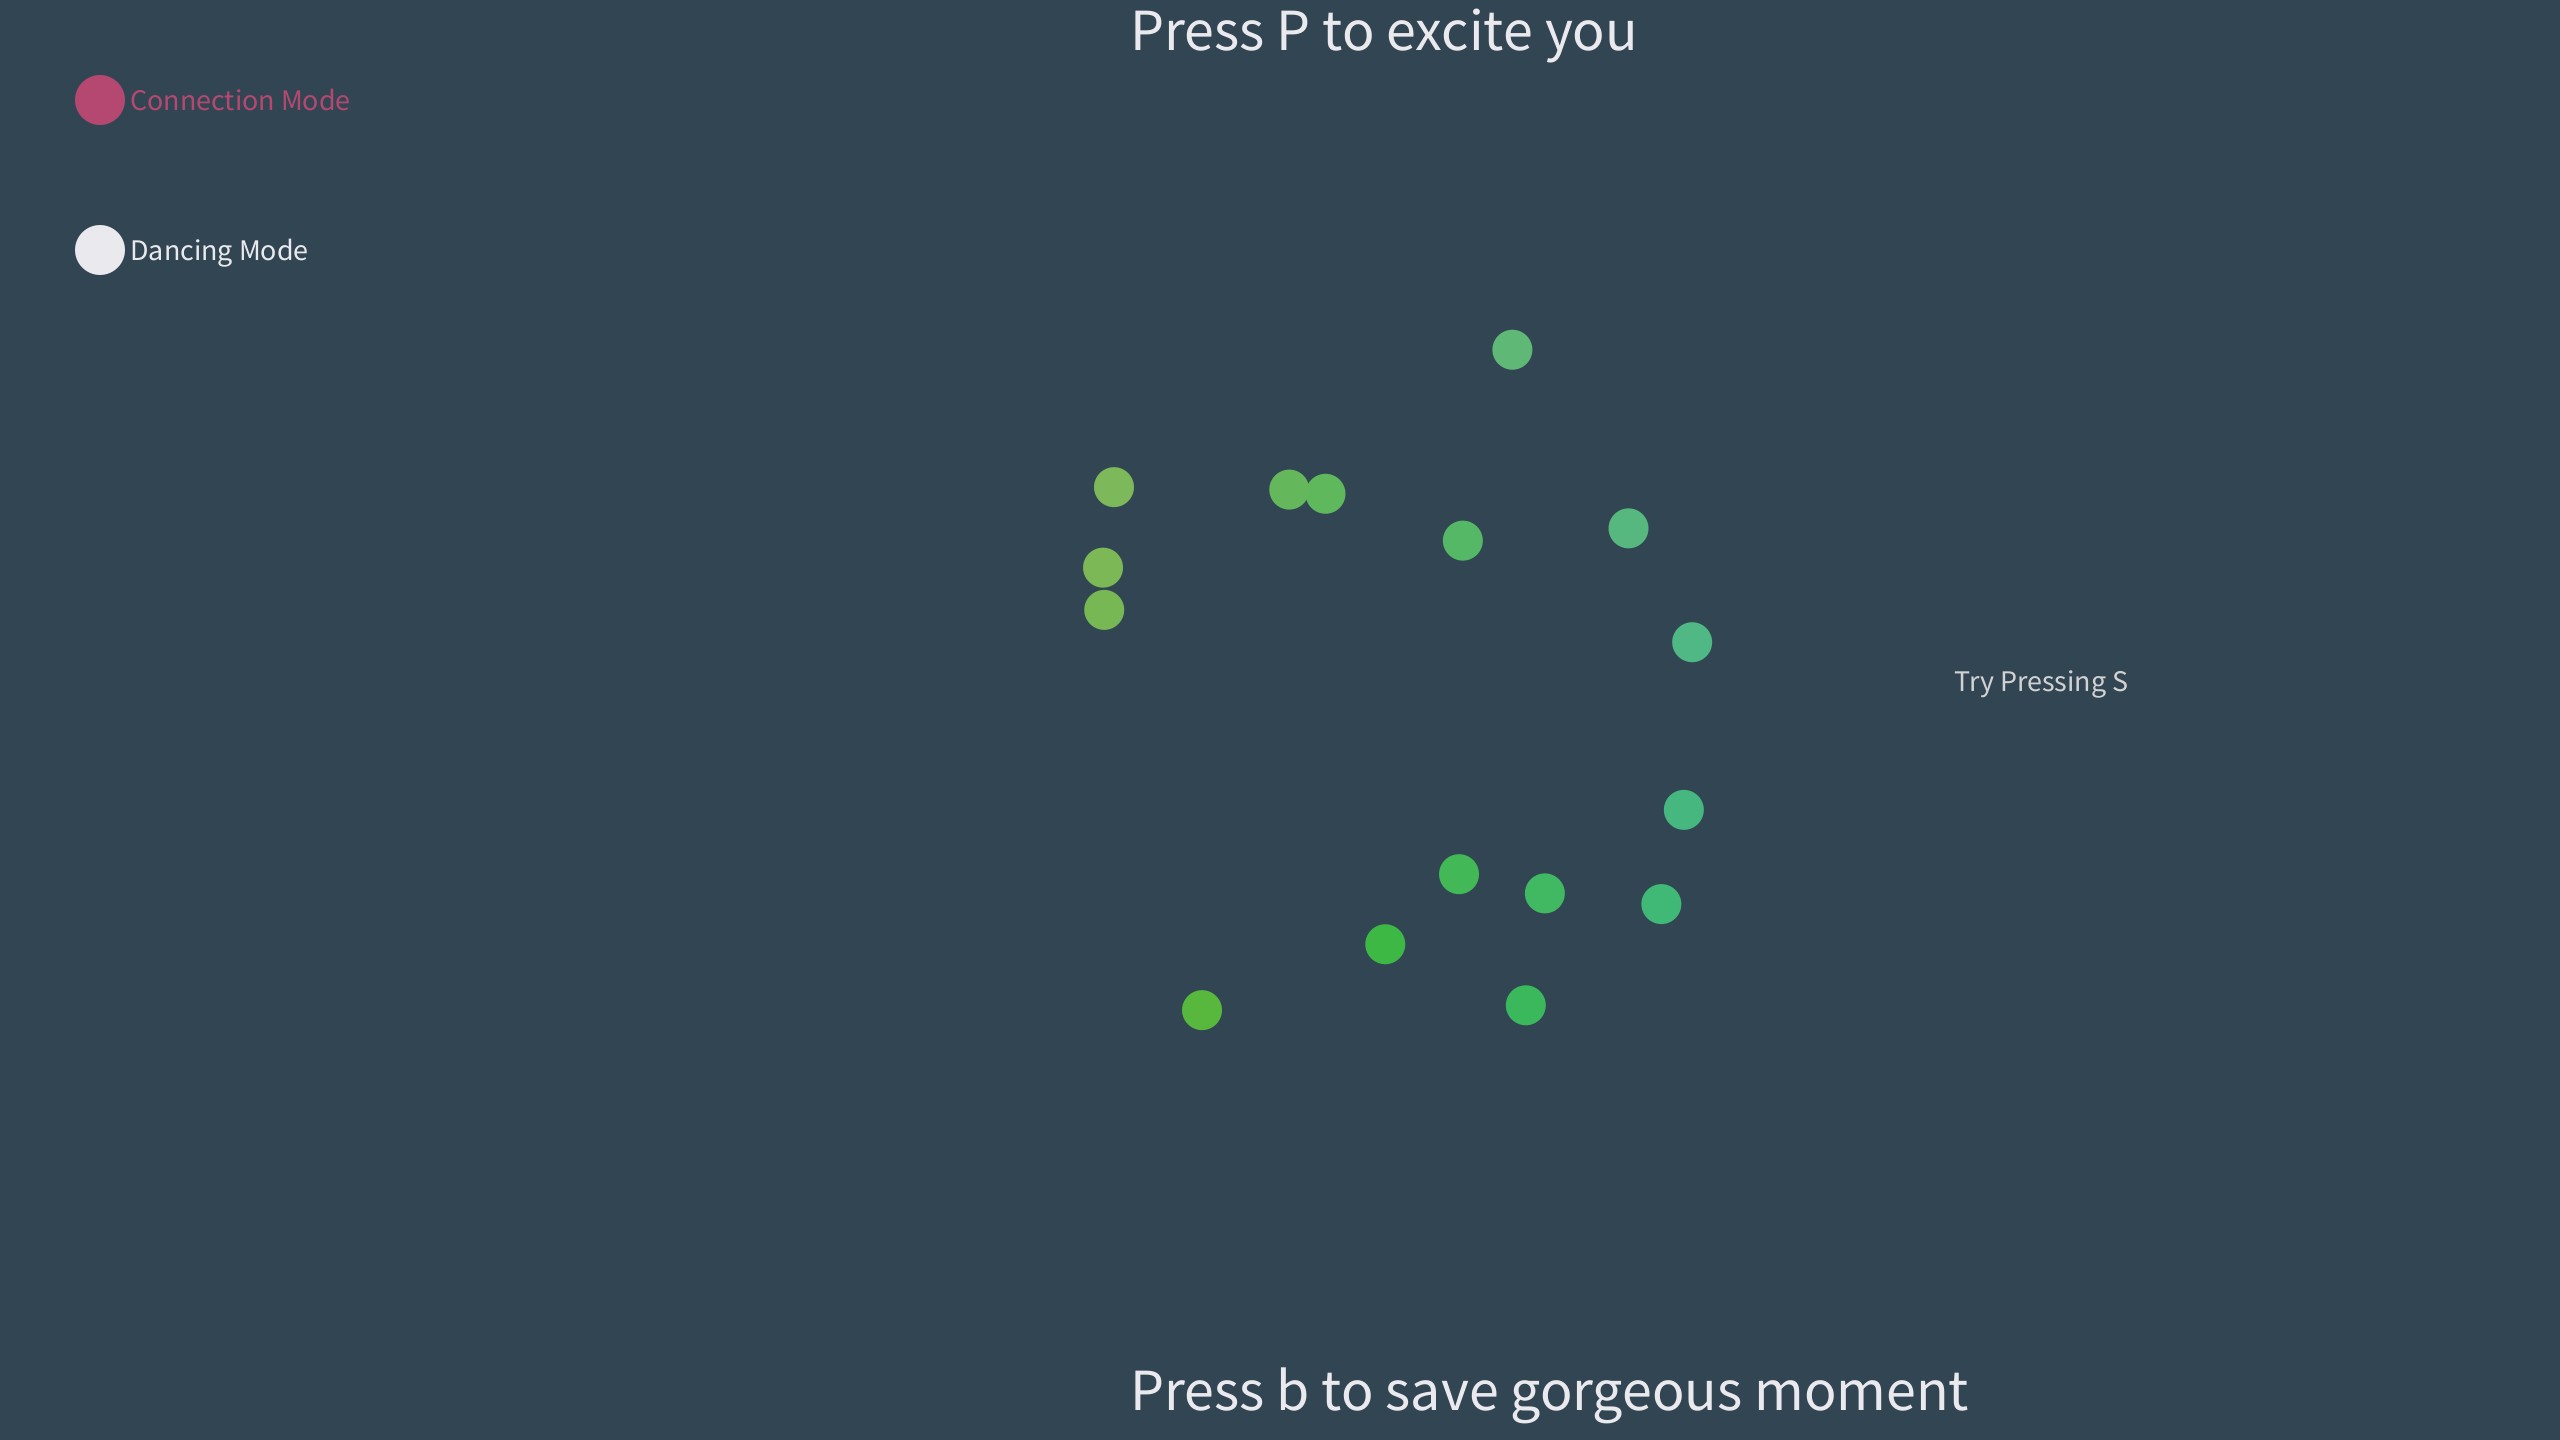 Press P to excite you
Connection Mode
Dancing Mode
Try Pressing S
Press b to save gorgeous moment